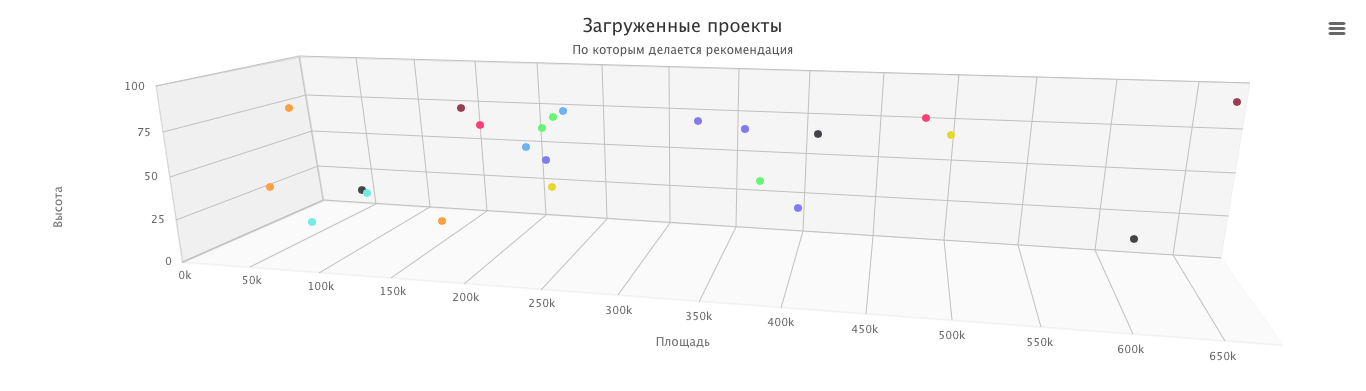 Загруженные проекты
По которым делается рекомендация
100
75
50
25
0
Высота
0k
50k
100k
150k
200k
250k
300k
350k
400k
450k
500k
550k
600k
650k
Площадь